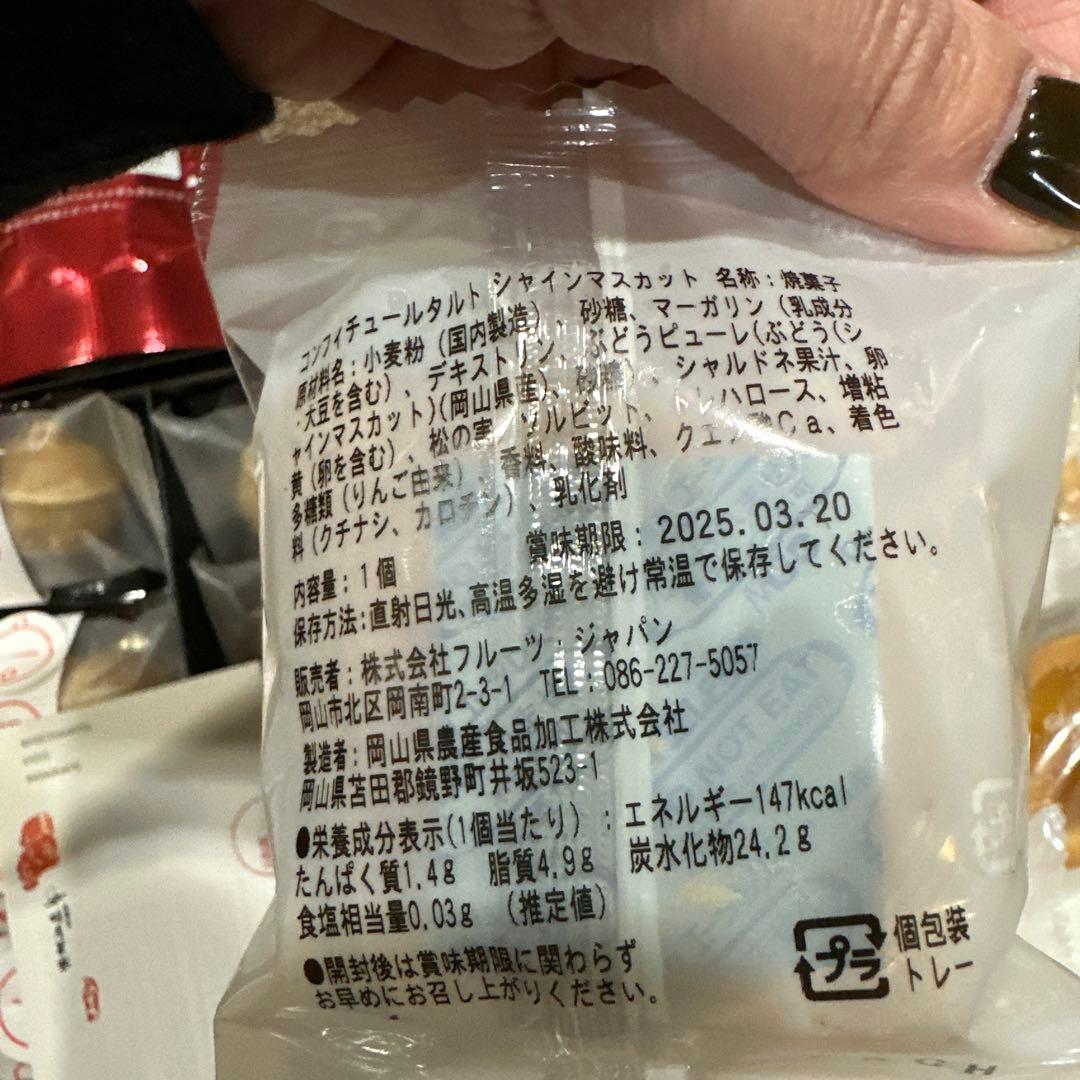 コンフィチュールタルト シャインマスカット 名称：焼菓子
原材料名：小麦粉（国内製造）、砂糖、マーガリン（乳成分
・大豆を含む）、デキストリン、ぶどうピューレ(ぶどう(シ
ャインマスカット)(岡山県産)、砂糖）、シャルドネ果汁、卵
黄（卵を含む）、松の実／ソルビット、トレハロース、増粘
多糖類（りんご由来）、香料、酸味料、クエン酸Ca、着色
料（クチナシ、カロチン）、乳化剤
内容量：1個 賞味期限：2025.03.20
保存方法：直射日光、高温多湿を避け常温で保存してください。
販売者：株式会社フルーツ・ジャパン
岡山市北区岡南町2-3-1 TEL：086-227-5057
製造者：岡山県農産食品加工株式会社
岡山県苫田郡鏡野町井坂523-1
●栄養成分表示(1個当たり）：エネルギー147kcal
たんぱく質1.4g 脂質4.9g 炭水化物24.2g
食塩相当量0.03g （推定値）
●開封後は賞味期限に関わらず
お早めにお召し上がりください。
プラ
個包装
トレー
NOT EAT